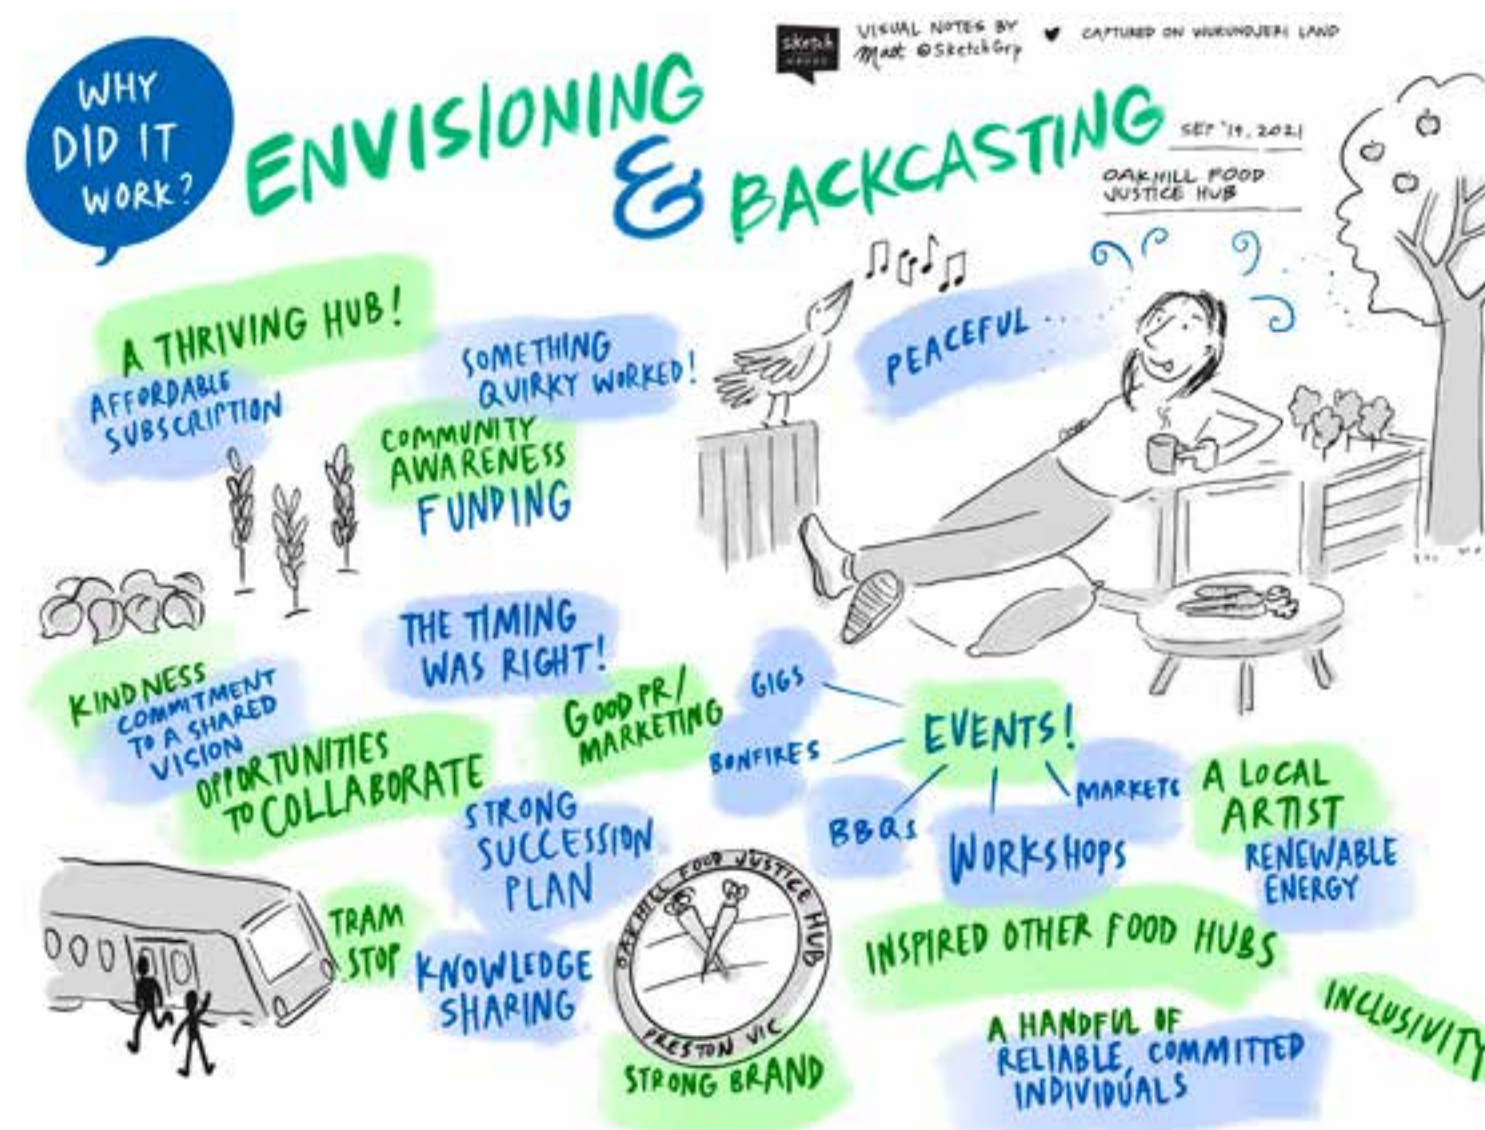 WHY
DID IT
WORK?
ENVISIONING
&
BACKCASTING
sketch
VISUAL NOTES BY
Matt @SketchGrp
CAPTURED ON WURUNDJERI LAND
SEP '19, 2021
OAKHILL FOOD
JUSTICE HUB
A THRIVING HUB!
AFFORDABLE
SUBSCRIPTION
SOMETHING
QUIRKY WORKED!
COMMUNITY
AWARENESS
FUNDING
PEACEFUL
THE TIMING
WAS RIGHT!
KINDNESS
COMMITMENT
TO A SHARED
VISION
OPPORTUNITIES
TO COLLABORATE
GOOD PR/
MARKETING
GIGS
BONFIRES
EVENTS!
BBQs
WORKSHOPS
MARKETS
A LOCAL
ARTIST
RENEWABLE
ENERGY
STRONG
SUCCESSION
PLAN
TRAM
STOP
KNOWLEDGE
SHARING
OAKHILL FOOD JUSTICE HUB
PRESTON VIC
STRONG BRAND
INSPIRED OTHER FOOD HUBS
A HANDFUL OF
RELIABLE, COMMITTED
INDIVIDUALS
INCLUSIVITY